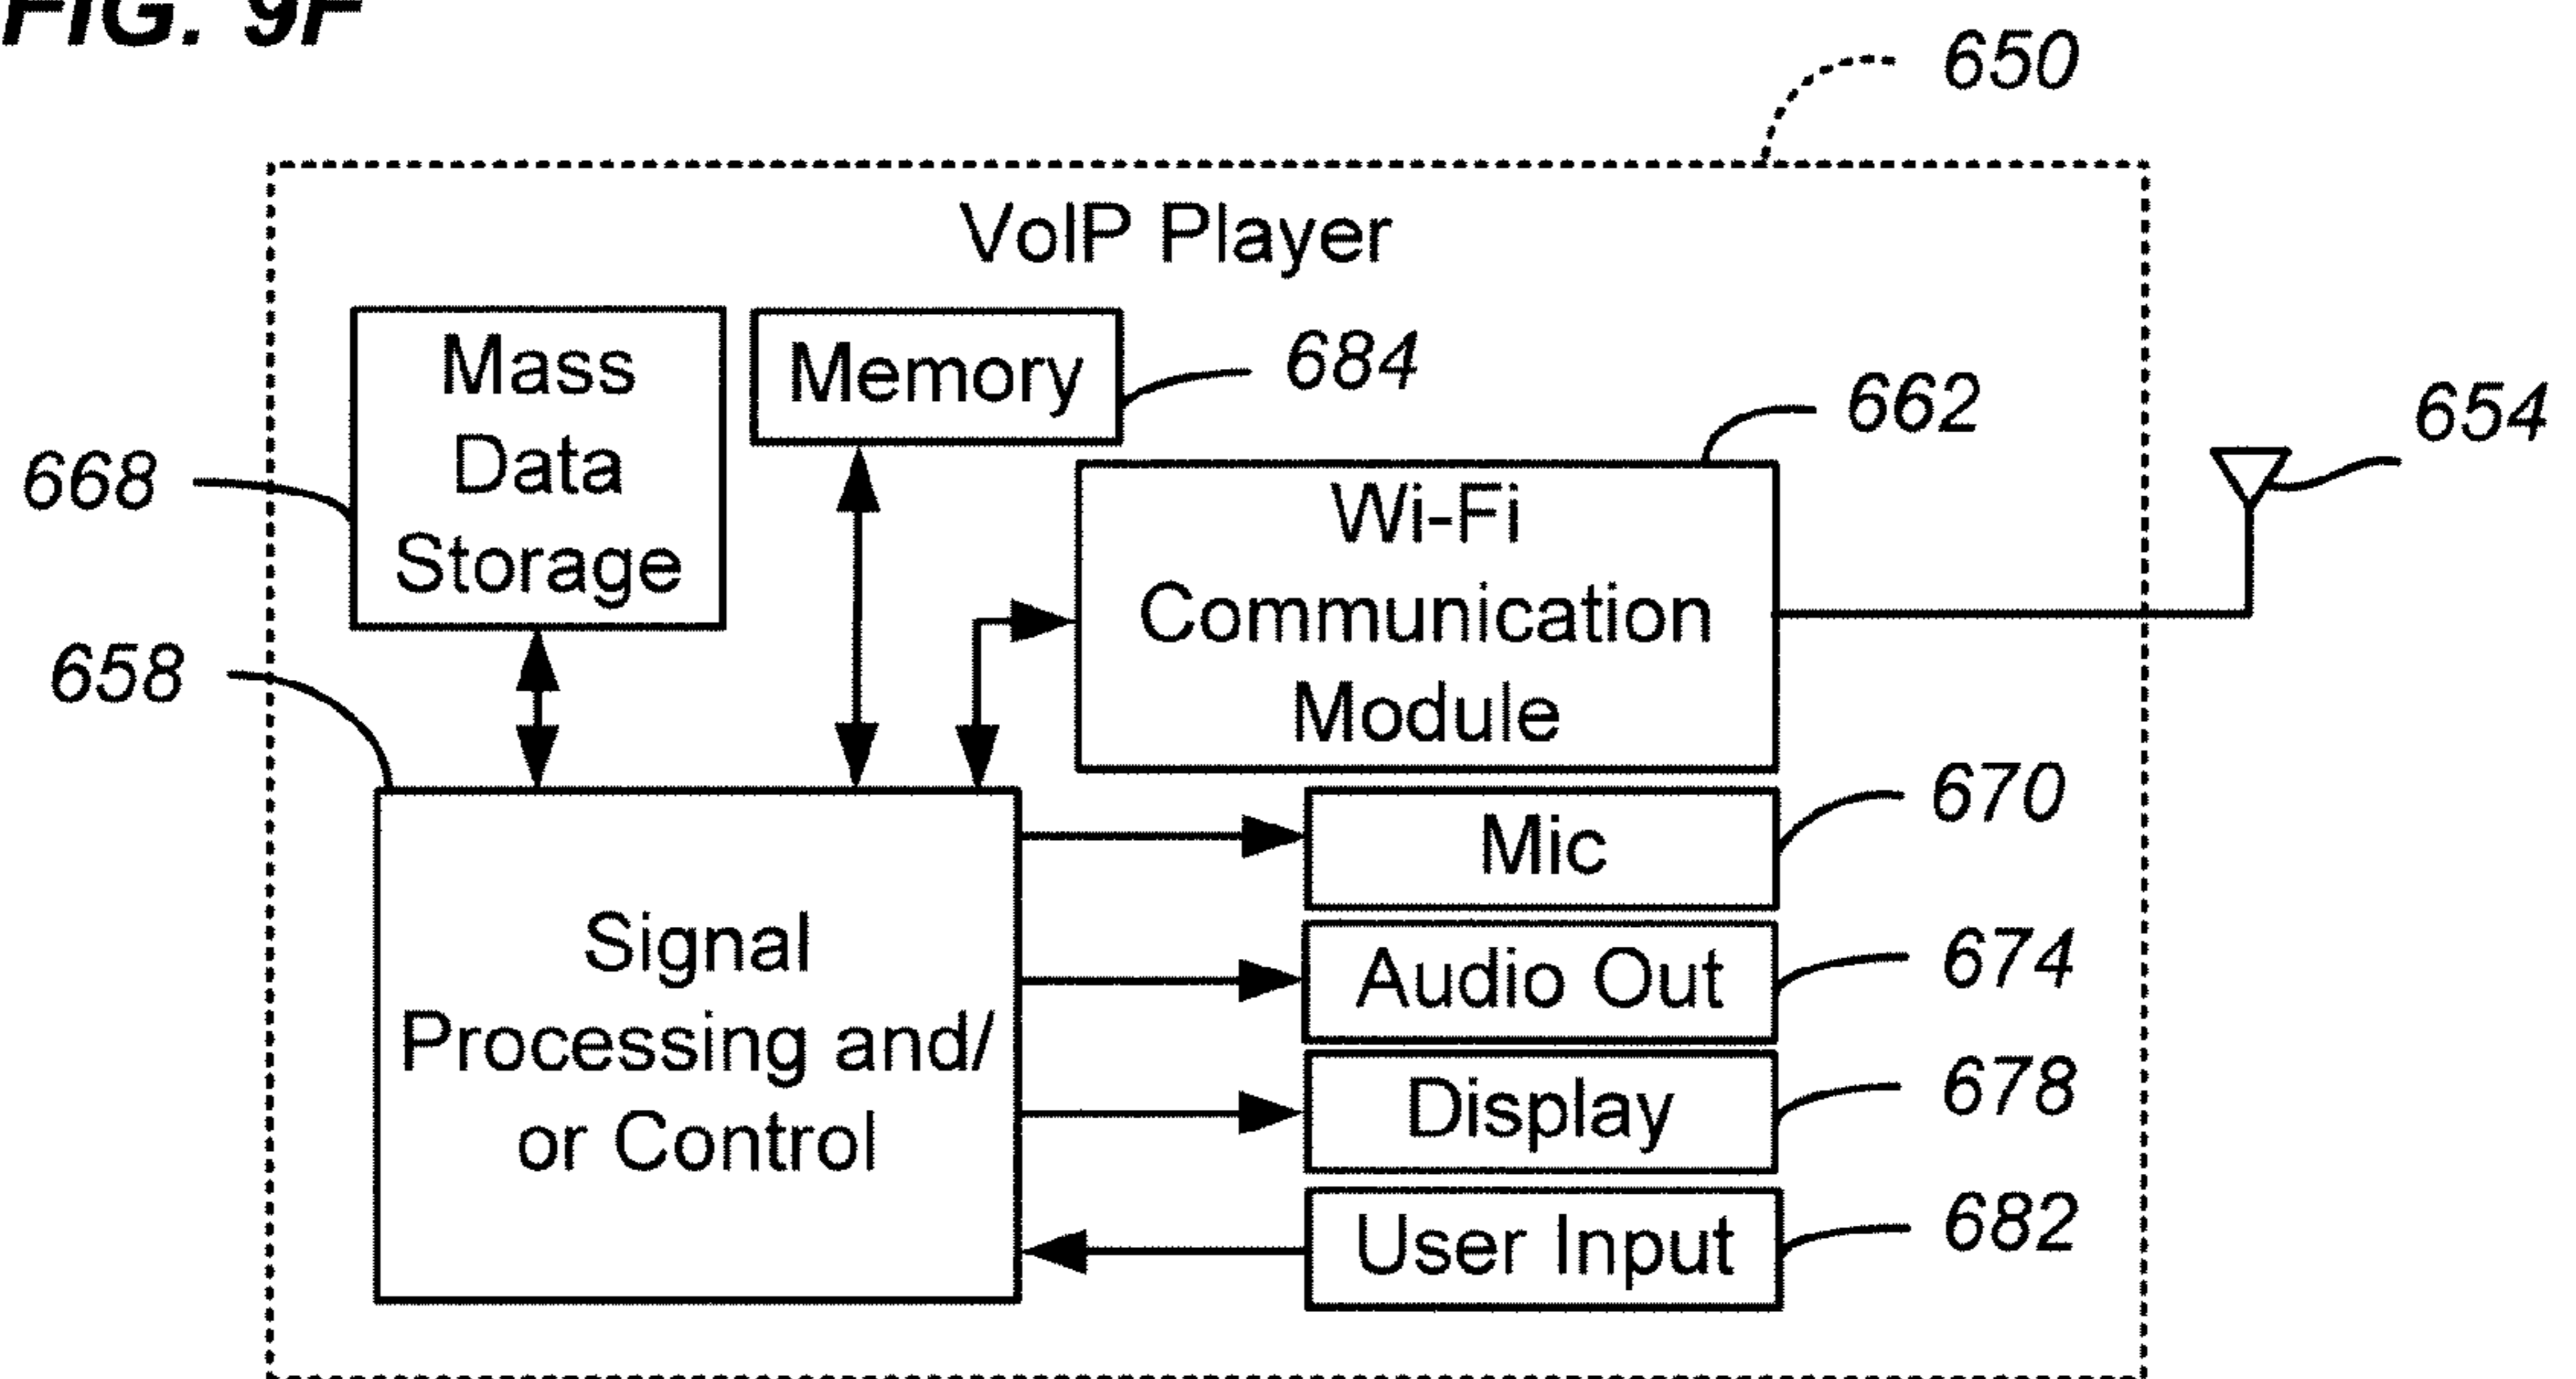 FIG. 9F
650
VoIP Player
Mass
Data
Storage
Memory
684
662
654
668
Wi-Fi
Communication
Module
658
670
Mic
Signal
Processing and/
or Control
Audio Out
674
Display
678
User Input
682